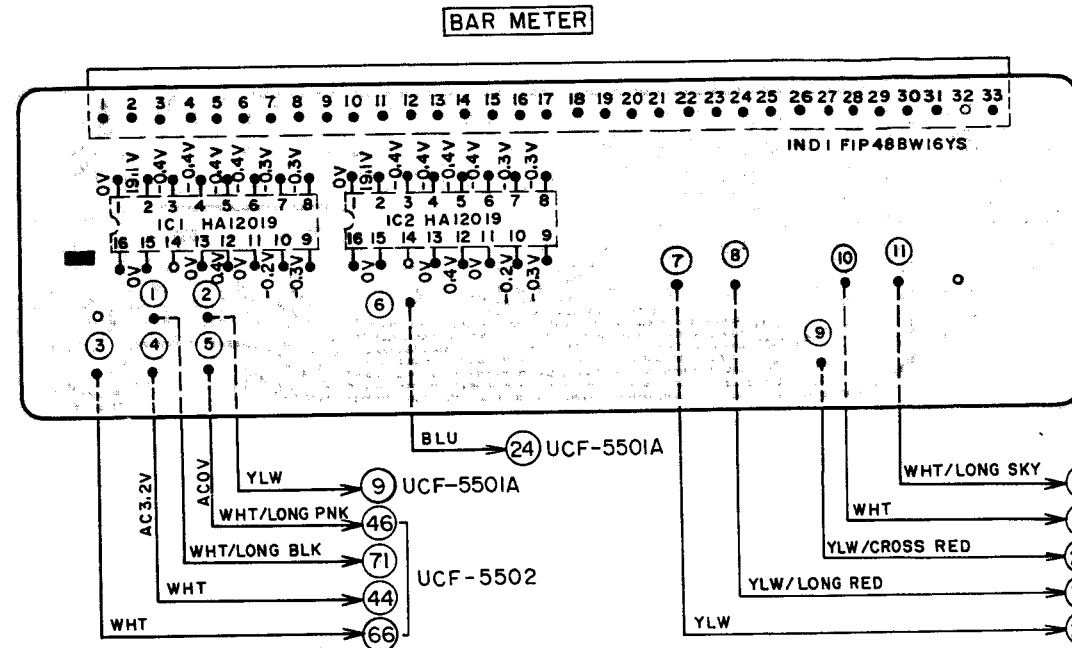 BAR METER
1 2 3 4 5 6 7 8 9 10 11 12 13 14 15 16 17 18 19 20 21 22 23 24 25 26 27 28 29 30 31 32 33
IND1 FIP48BW16YS
0V 19.1V -0.4V -0.4V -0.4V -0.4V -0.3V -0.3V
1 2 3 4 5 6 7 8
IC1 HA12019
16 15 14 13 12 11 10 9
0V 0V 0.4V 0V -0.2V -0.3V
0V 19.1V -0.4V -0.4V -0.4V -0.4V -0.3V -0.3V
1 2 3 4 5 6 7 8
IC2 HA12019
16 15 14 13 12 11 10 9
0V 0V 0.4V 0V -0.2V -0.3V
1 2 6 7 8 10 11
3 4 5 9
BLU 24 UCF-5501A
YLW 9 UCF-5501A
AC3.2V
AC0V
WHT/LONG PNK 46
WHT/LONG BLK 71
UCF-5502
WHT 44
WHT 66
WHT/LONG SKY
WHT
YLW/CROSS RED
YLW/LONG RED
YLW